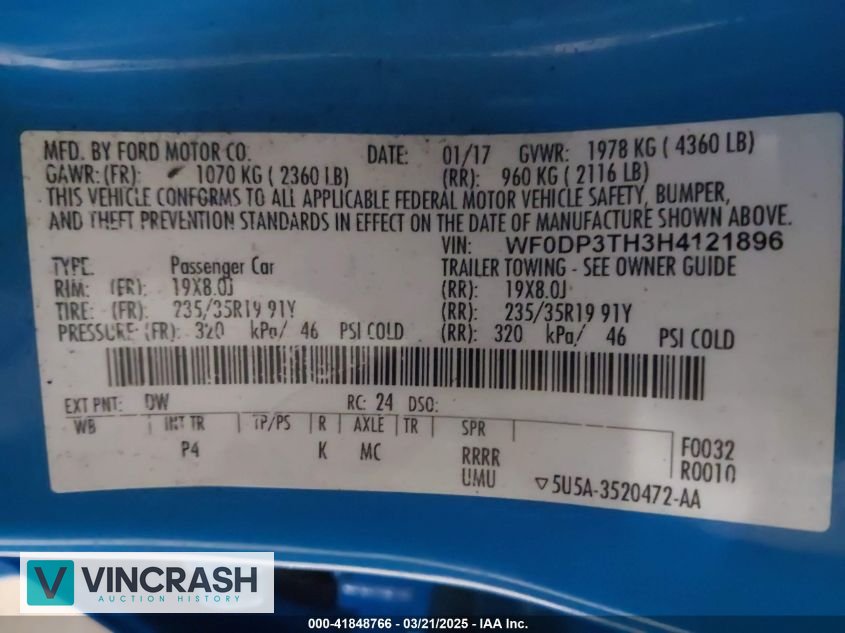 MFD. BY FORD MOTOR CO. DATE: 01/17 GVWR: 1978 KG ( 4360 LB)
GAWR: (FR): 1070 KG ( 2360 LB) (RR): 960 KG ( 2116 LB)
THIS VEHICLE CONFORMS TO ALL APPLICABLE FEDERAL MOTOR VEHICLE SAFETY, BUMPER,
AND THEFT PREVENTION STANDARDS IN EFFECT ON THE DATE OF MANUFACTURE SHOWN ABOVE.
VIN: WF0DP3TH3H4121896
TYPE: Passenger Car TRAILER TOWING - SEE OWNER GUIDE
RIM: (FR): 19X8.0J (RR): 19X8.0J
TIRE: (FR): 235/35R19 91Y (RR): 235/35R19 91Y
PRESSURE: (FR): 320 kPa/ 46 PSI COLD (RR): 320 kPa/ 46 PSI COLD
EXT PNT: DW RC: 24 DSO:
WB INT TR TP/PS R AXLE TR SPR
P4 K MC RRRR F0032
UMU R0010
▽5U5A-3520472-AA
V VINCRASH
AUCTION HISTORY
000-41848766 - 03/21/2025 - IAA Inc.